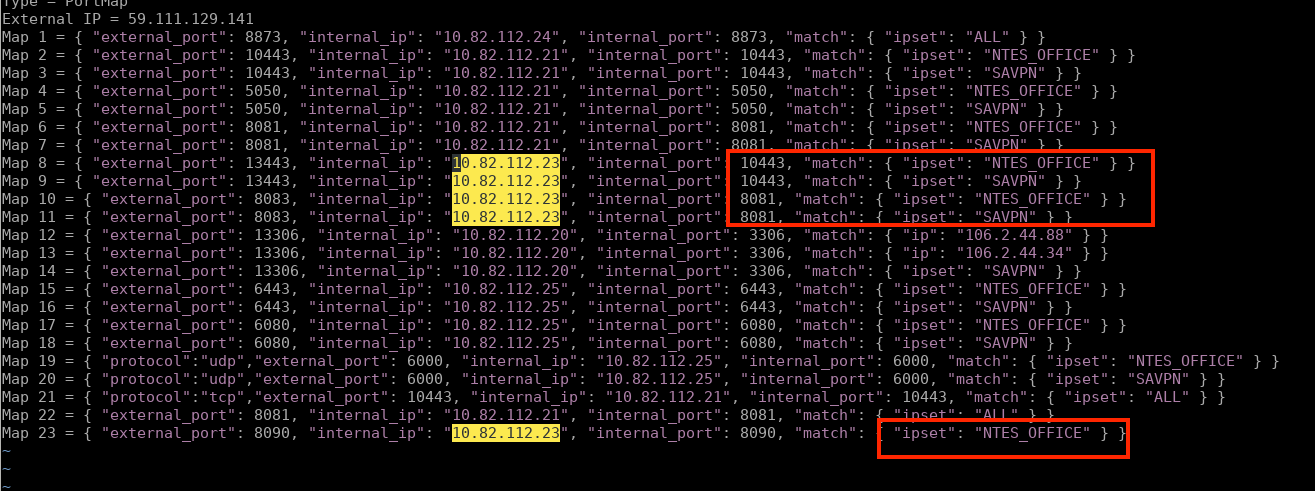 Type = PortMap
External IP = 59.111.129.141
Map 1 = { "external_port": 8873, "internal_ip": "10.82.112.24", "internal_port": 8873, "match": { "ipset": "ALL" } }
Map 2 = { "external_port": 10443, "internal_ip": "10.82.112.21", "internal_port": 10443, "match": { "ipset": "NTES_OFFICE" } }
Map 3 = { "external_port": 10443, "internal_ip": "10.82.112.21", "internal_port": 10443, "match": { "ipset": "SAVPN" } }
Map 4 = { "external_port": 5050, "internal_ip": "10.82.112.21", "internal_port": 5050, "match": { "ipset": "NTES_OFFICE" } }
Map 5 = { "external_port": 5050, "internal_ip": "10.82.112.21", "internal_port": 5050, "match": { "ipset": "SAVPN" } }
Map 6 = { "external_port": 8081, "internal_ip": "10.82.112.21", "internal_port": 8081, "match": { "ipset": "NTES_OFFICE" } }
Map 7 = { "external_port": 8081, "internal_ip": "10.82.112.21", "internal_port": 8081, "match": { "ipset": "SAVPN" } }
Map 8 = { "external_port": 13443, "internal_ip": "10.82.112.23", "internal_port": 10443, "match": { "ipset": "NTES_OFFICE" } }
Map 9 = { "external_port": 13443, "internal_ip": "10.82.112.23", "internal_port": 10443, "match": { "ipset": "SAVPN" } }
Map 10 = { "external_port": 8083, "internal_ip": "10.82.112.23", "internal_port": 8081, "match": { "ipset": "NTES_OFFICE" } }
Map 11 = { "external_port": 8083, "internal_ip": "10.82.112.23", "internal_port": 8081, "match": { "ipset": "SAVPN" } }
Map 12 = { "external_port": 13306, "internal_ip": "10.82.112.20", "internal_port": 3306, "match": { "ip": "106.2.44.88" } }
Map 13 = { "external_port": 13306, "internal_ip": "10.82.112.20", "internal_port": 3306, "match": { "ip": "106.2.44.34" } }
Map 14 = { "external_port": 13306, "internal_ip": "10.82.112.20", "internal_port": 3306, "match": { "ipset": "SAVPN" } }
Map 15 = { "external_port": 6443, "internal_ip": "10.82.112.25", "internal_port": 6443, "match": { "ipset": "NTES_OFFICE" } }
Map 16 = { "external_port": 6443, "internal_ip": "10.82.112.25", "internal_port": 6443, "match": { "ipset": "SAVPN" } }
Map 17 = { "external_port": 6080, "internal_ip": "10.82.112.25", "internal_port": 6080, "match": { "ipset": "NTES_OFFICE" } }
Map 18 = { "external_port": 6080, "internal_ip": "10.82.112.25", "internal_port": 6080, "match": { "ipset": "SAVPN" } }
Map 19 = { "protocol":"udp","external_port": 6000, "internal_ip": "10.82.112.25", "internal_port": 6000, "match": { "ipset": "NTES_OFFICE" } }
Map 20 = { "protocol":"udp","external_port": 6000, "internal_ip": "10.82.112.25", "internal_port": 6000, "match": { "ipset": "SAVPN" } }
Map 21 = { "protocol":"tcp","external_port": 10443, "internal_ip": "10.82.112.21", "internal_port": 10443, "match": { "ipset": "ALL" } }
Map 22 = { "external_port": 8081, "internal_ip": "10.82.112.21", "internal_port": 8081, "match": { "ipset": "ALL" } }
Map 23 = { "external_port": 8090, "internal_ip": "10.82.112.23", "internal_port": 8090, "match": { "ipset": "NTES_OFFICE" } }
~
~
~